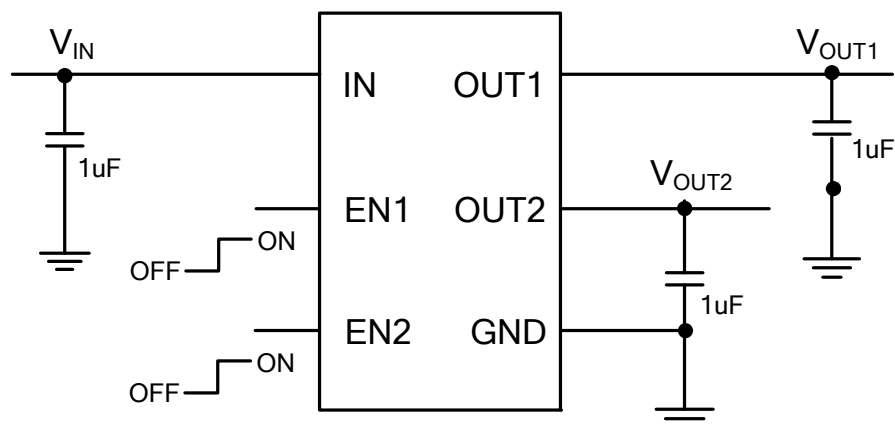 VIN
VOUT1
IN
OUT1
1uF
1uF
VOUT2
EN1
OUT2
ON
OFF
1uF
EN2
GND
ON
OFF